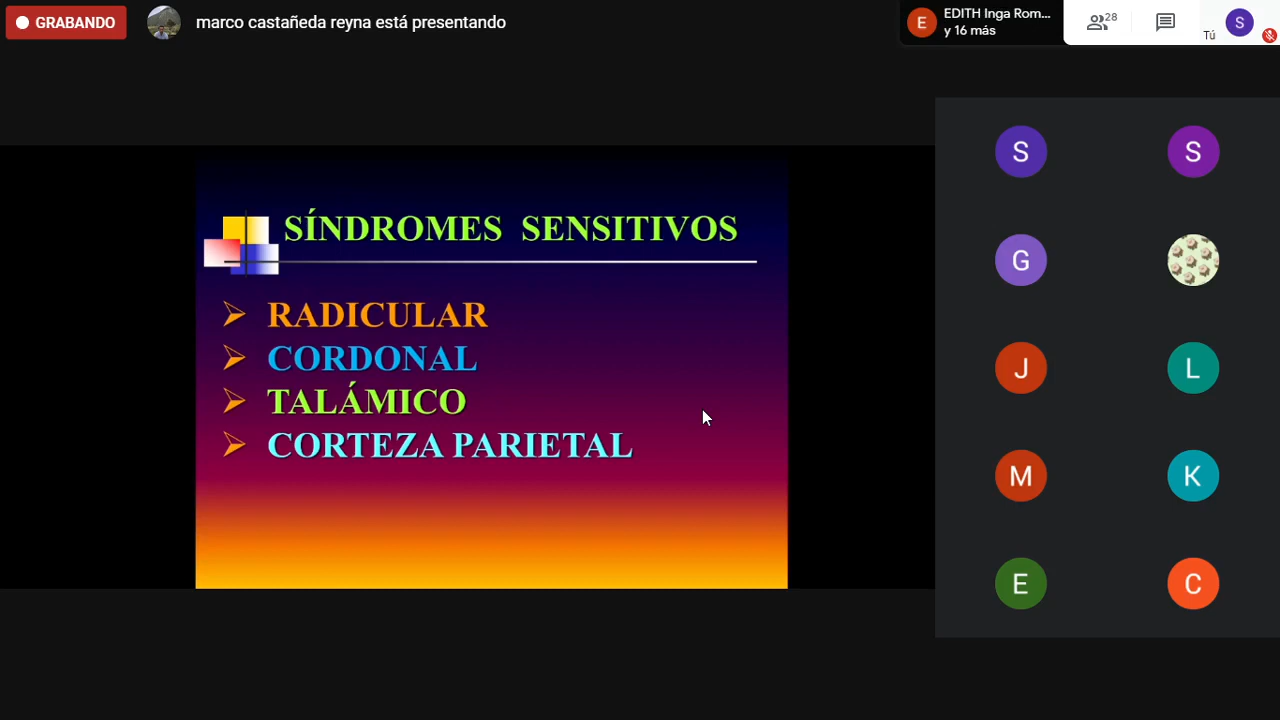 GRABANDO
marco castañeda reyna está presentando
EDITH Inga Rom...
y 16 más
28
Tú
S
E
SÍNDROMES SENSITIVOS
RADICULAR
CORDONAL
TALÁMICO
CORTEZA PARIETAL
S
S
G
J
L
M
K
E
C